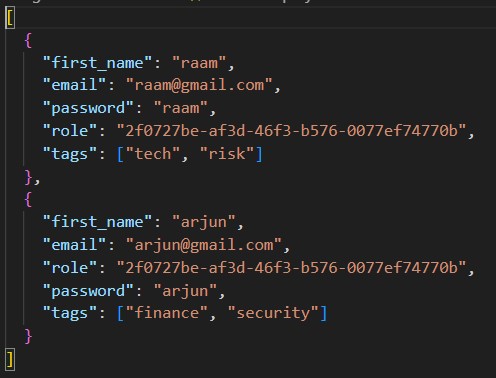 [
{
"first_name": "raam",
"email": "raam@gmail.com",
"password": "raam",
"role": "2f0727be-af3d-46f3-b576-0077ef74770b",
"tags": ["tech", "risk"]
},
{
"first_name": "arjun",
"email": "arjun@gmail.com",
"role": "2f0727be-af3d-46f3-b576-0077ef74770b",
"password": "arjun",
"tags": ["finance", "security"]
}
]